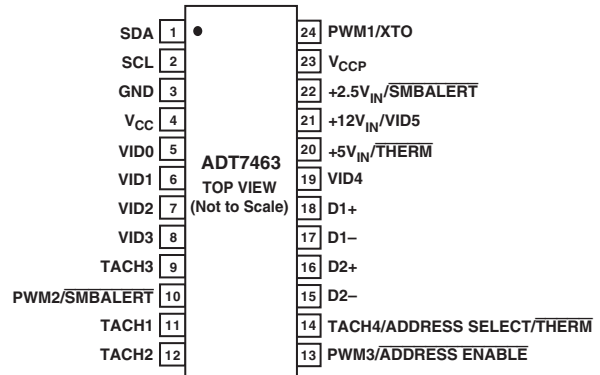 SDA 1
SCL 2
GND 3
VCC 4
VID0 5
VID1 6
VID2 7
VID3 8
TACH3 9
PWM2/SMBALERT 10
TACH1 11
TACH2 12
ADT7463
TOP VIEW
(Not to Scale)
24 PWM1/XTO
23 VCCP
22 +2.5VIN/SMBALERT
21 +12VIN/VID5
20 +5VIN/THERM
19 VID4
18 D1+
17 D1–
16 D2+
15 D2–
14 TACH4/ADDRESS SELECT/THERM
13 PWM3/ADDRESS ENABLE